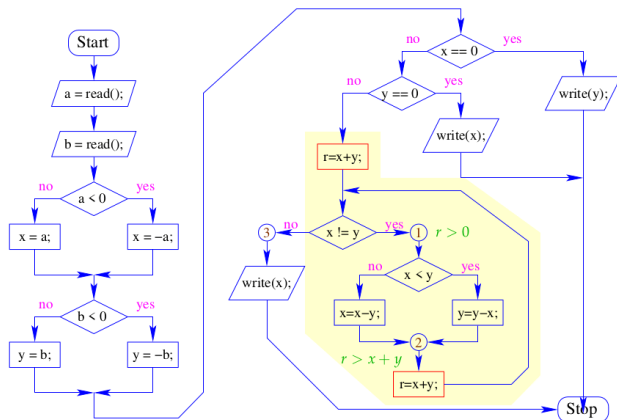 Start
a = read();
b = read();
a < 0
no
yes
x = a;
x = −a;
b < 0
no
yes
y = b;
y = −b;
x == 0
no
yes
y == 0
write(y);
no
yes
write(x);
r=x+y;
x != y
no
yes
3
1
r > 0
write(x);
x < y
no
yes
x=x−y;
y=y−x;
2
r > x + y
r=x+y;
Stop